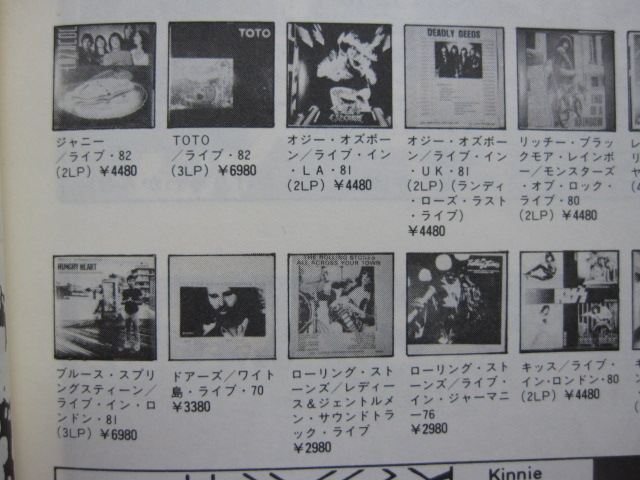 TOTO
DEADLY DEEDS
ジャニー
／ライブ・82
(2LP) ¥4480
TOTO
／ライブ・82
(3LP) ¥6980
オジー・オズボー
ン／ライブ・イン
・LA・81
(2LP) ¥4480
オジー・オズボー
ン／ライブ・イン
・UK・81
(2LP) (ランディ
・ローズ・ラスト
・ライブ)
¥4480
リッチー・ブラッ
クモア・レインボ
ー／モンスターズ
・オブ・ロック・
ライブ・80
(2LP) ¥4480
HUNGRY HEART
THE ROLLING STONES
ALL ACROSS YOUR TOWN
ブルース・スプリ
ングスティーン／
ライブ・イン・ロ
ンドン・81
(3LP) ¥6980
ドアーズ／ワイト
島・ライブ・70
¥3380
ローリング・スト
ーンズ／レディー
ス＆ジェントルメ
ン・サウンドトラ
ック・ライブ
¥2980
ローリング・スト
ーンズ／ライブ・
イン・ジャーマニ
ー76
¥2980
キッス／ライブ・
イン・ロンドン・80
(2LP) ¥4480
Kinnie